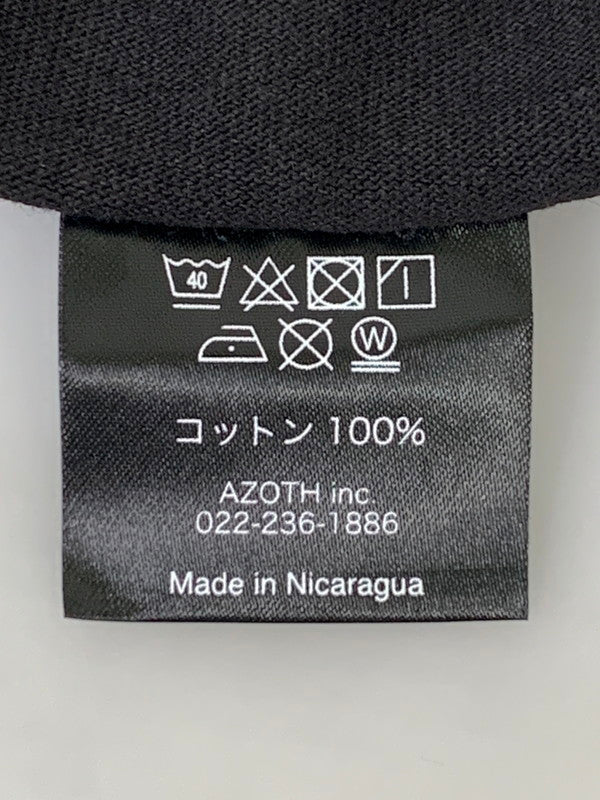 40
W
コットン 100%
AZOTH inc.
022-236-1886
Made in Nicaragua